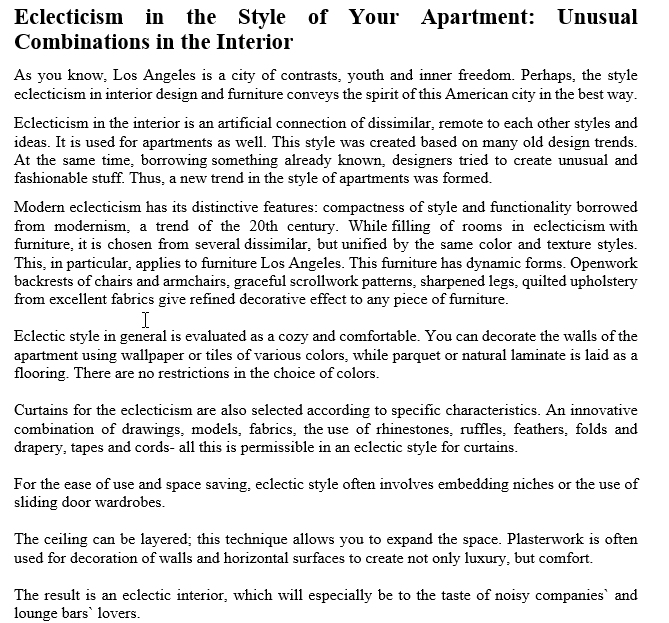 Eclecticism in the Style of Your Apartment: Unusual
Combinations in the Interior
As you know, Los Angeles is a city of contrasts, youth and inner freedom. Perhaps, the style
eclecticism in interior design and furniture conveys the spirit of this American city in the best way.
Eclecticism in the interior is an artificial connection of dissimilar, remote to each other styles and
ideas. It is used for apartments as well. This style was created based on many old design trends.
At the same time, borrowing something already known, designers tried to create unusual and
fashionable stuff. Thus, a new trend in the style of apartments was formed.
Modern eclecticism has its distinctive features: compactness of style and functionality borrowed
from modernism, a trend of the 20th century. While filling of rooms in eclecticism with
furniture, it is chosen from several dissimilar, but unified by the same color and texture styles.
This, in particular, applies to furniture Los Angeles. This furniture has dynamic forms. Openwork
backrests of chairs and armchairs, graceful scrollwork patterns, sharpened legs, quilted upholstery
from excellent fabrics give refined decorative effect to any piece of furniture.
Eclectic style in general is evaluated as a cozy and comfortable. You can decorate the walls of the
apartment using wallpaper or tiles of various colors, while parquet or natural laminate is laid as a
flooring. There are no restrictions in the choice of colors.
Curtains for the eclecticism are also selected according to specific characteristics. An innovative
combination of drawings, models, fabrics, the use of rhinestones, ruffles, feathers, folds and
drapery, tapes and cords- all this is permissible in an eclectic style for curtains.
For the ease of use and space saving, eclectic style often involves embedding niches or the use of
sliding door wardrobes.
The ceiling can be layered; this technique allows you to expand the space. Plasterwork is often
used for decoration of walls and horizontal surfaces to create not only luxury, but comfort.
The result is an eclectic interior, which will especially be to the taste of noisy companies` and
lounge bars` lovers.